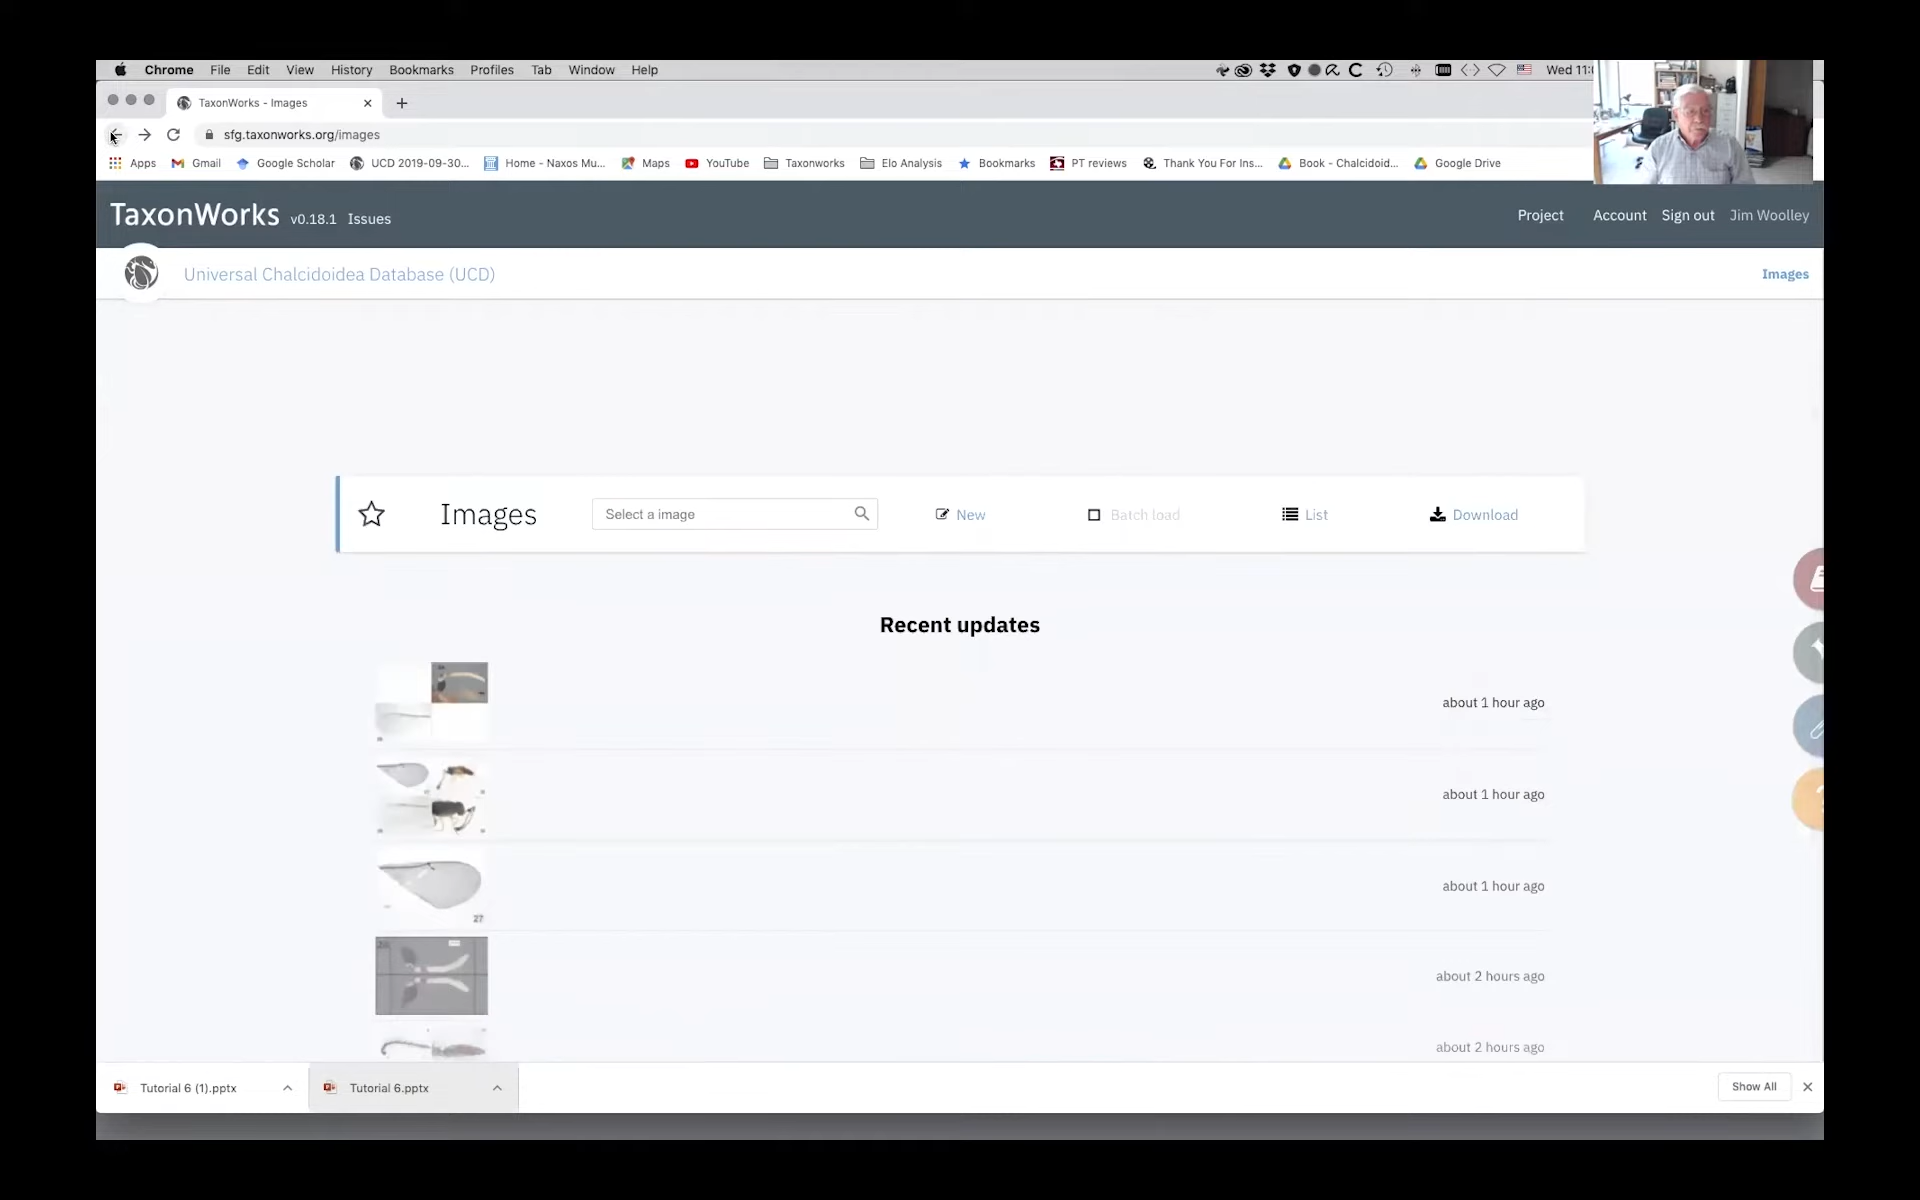 Chrome File Edit View History Bookmarks Profiles Tab Window Help Wed 11:
TaxonWorks - Images
sfg.taxonworks.org/images
Apps Gmail Google Scholar UCD 2019-09-30... Home - Naxos Mu... Maps YouTube Taxonworks Elo Analysis Bookmarks PT reviews Thank You For Ins... Book - Chalcidoid... Google Drive
TaxonWorks v0.18.1 Issues Project Account Sign out Jim Woolley
Universal Chalcidoidea Database (UCD) Images
Images Select a image New Batch load List Download
Recent updates
about 1 hour ago
about 1 hour ago
about 1 hour ago
27
about 2 hours ago
about 2 hours ago
Tutorial 6 (1).pptx Tutorial 6.pptx Show All